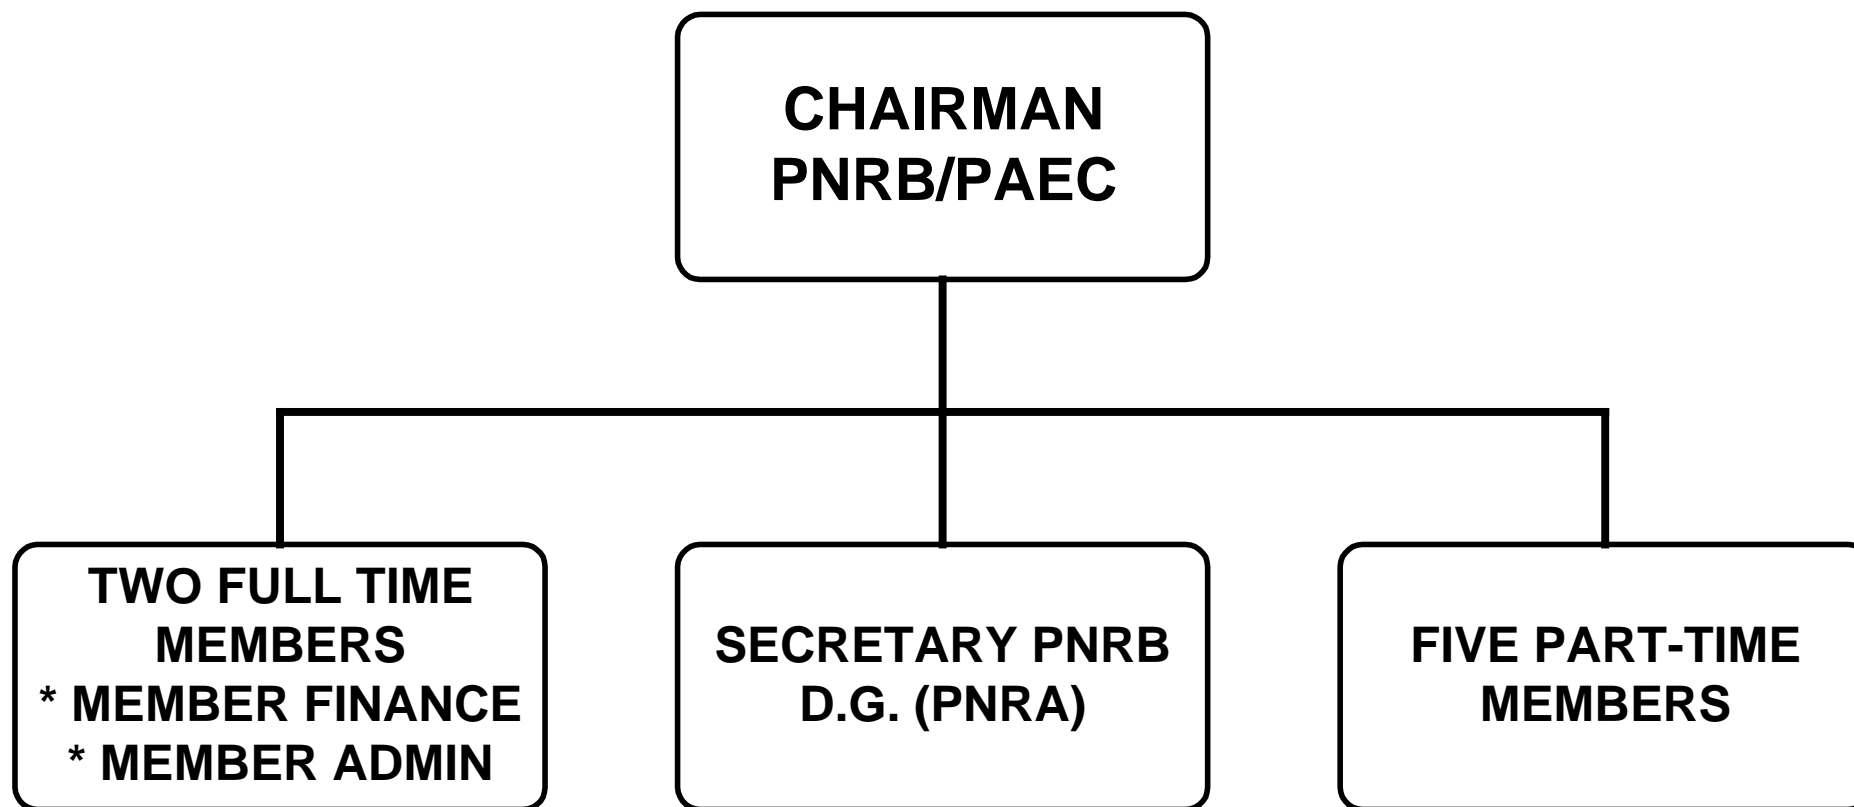 CHAIRMAN
PNRB/PAEC
TWO FULL TIME
MEMBERS
* MEMBER FINANCE
* MEMBER ADMIN
SECRETARY PNRB
D.G. (PNRA)
FIVE PART-TIME
MEMBERS